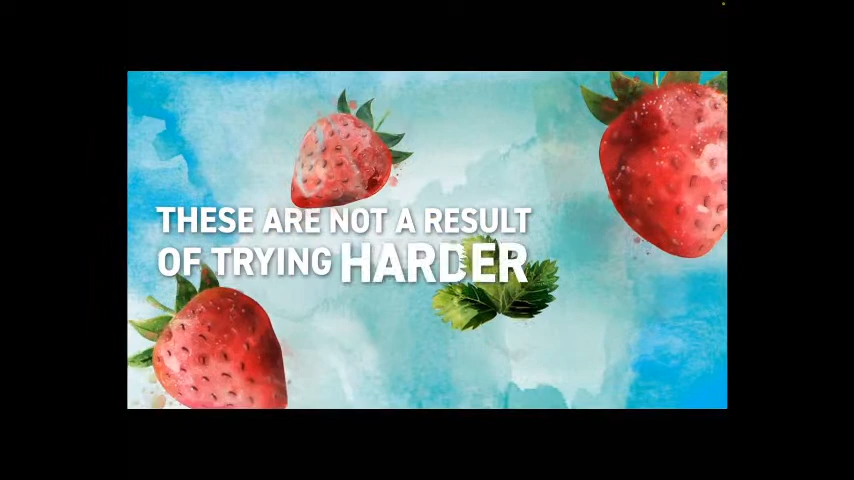 THESE ARE NOT A RESULT
OF TRYING HARDER